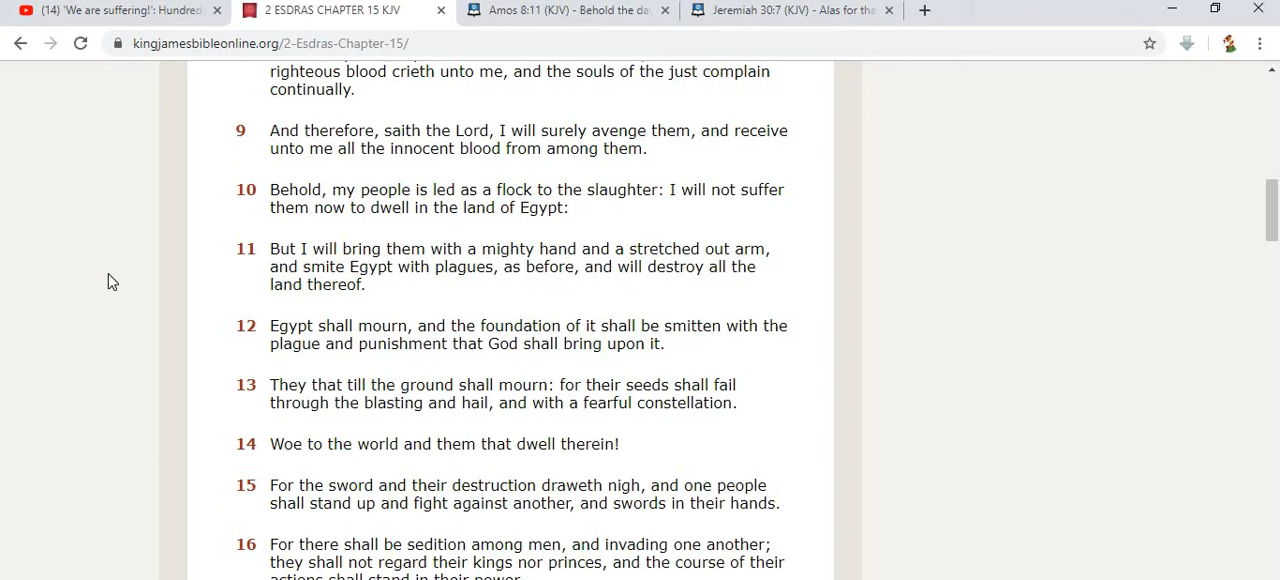 (14) 'We are suffering!': Hundred
2 ESDRAS CHAPTER 15 KJV
Amos 8:11 (KJV) - Behold the da
Jeremiah 30:7 (KJV) - Alas for tha
kingjamesbibleonline.org/2-Esdras-Chapter-15/
righteous blood crieth unto me, and the souls of the just complain
continually.
9 And therefore, saith the Lord, I will surely avenge them, and receive
unto me all the innocent blood from among them.
10 Behold, my people is led as a flock to the slaughter: I will not suffer
them now to dwell in the land of Egypt:
11 But I will bring them with a mighty hand and a stretched out arm,
and smite Egypt with plagues, as before, and will destroy all the
land thereof.
12 Egypt shall mourn, and the foundation of it shall be smitten with the
plague and punishment that God shall bring upon it.
13 They that till the ground shall mourn: for their seeds shall fail
through the blasting and hail, and with a fearful constellation.
14 Woe to the world and them that dwell therein!
15 For the sword and their destruction draweth nigh, and one people
shall stand up and fight against another, and swords in their hands.
16 For there shall be sedition among men, and invading one another;
they shall not regard their kings nor princes, and the course of their
actions shall stand in their power.